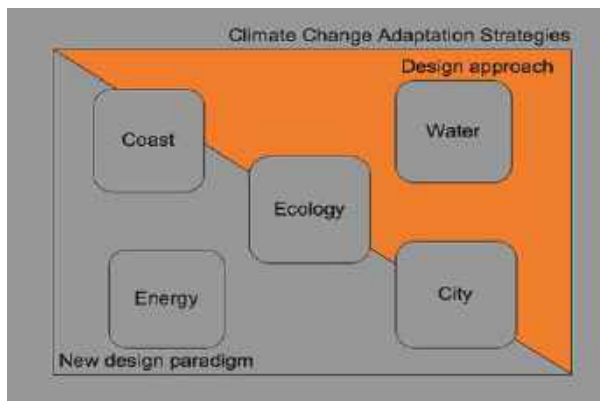 Climate Change Adaptation Strategies
Design approach
Coast
Water
Ecology
Energy
City
New design paradigm